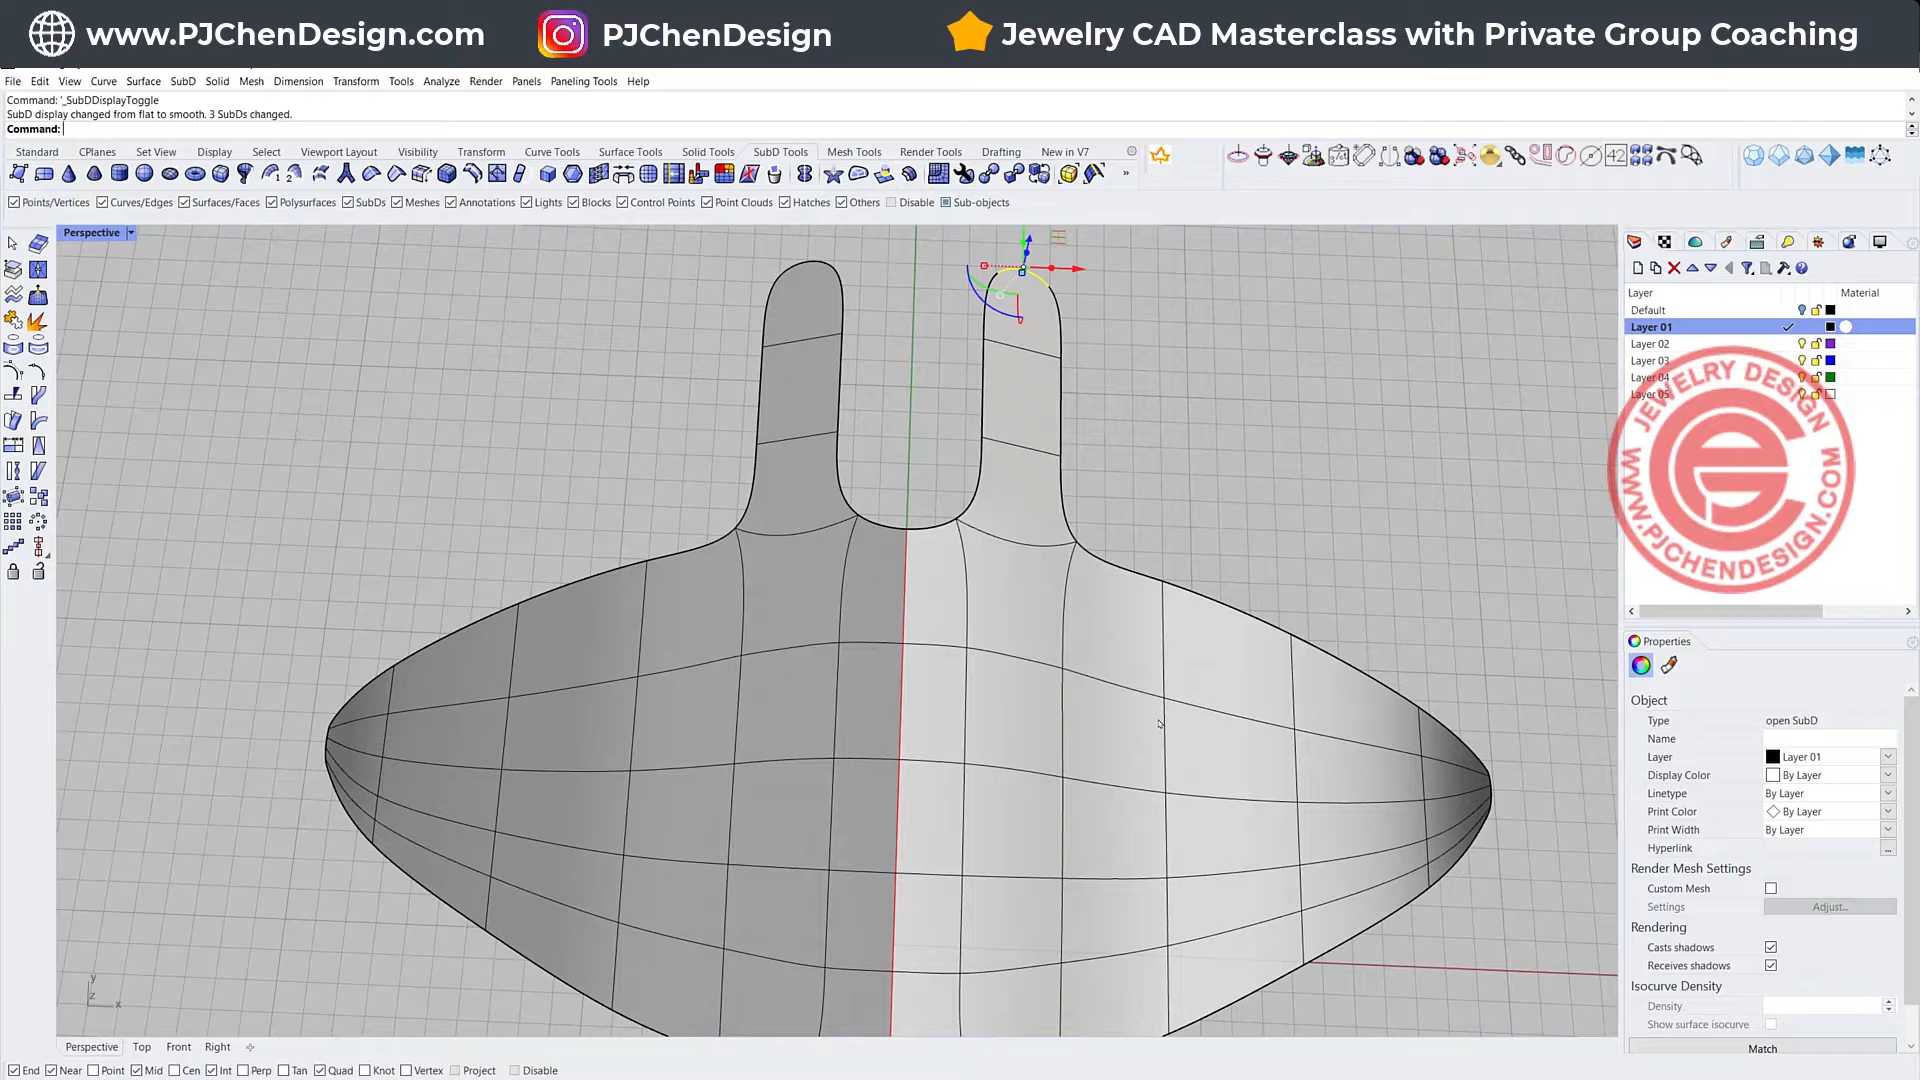 www.PJChenDesign.com PJChenDesign Jewelry CAD Masterclass with Private Group Coaching
File Edit View Curve Surface SubD Solid Mesh Dimension Transform Tools Analyze Render Panels Paneling Tools Help
Command: '_SubDDisplayToggle
SubD display changed from flat to smooth. 3 SubDs changed.
Command:
Standard CPlanes Set View Display Select Viewport Layout Visibility Transform Curve Tools Surface Tools Solid Tools SubD Tools Mesh Tools Render Tools Drafting New in V7
Points/Vertices Curves/Edges Surfaces/Faces Polysurfaces SubDs Meshes Annotations Lights Blocks Control Points Point Clouds Hatches Others Disable Sub-objects
Perspective
Layer Material
Default
Layer 01
Layer 02
Layer 03
Layer 04
Layer 05
JEWELRY DESIGN
WWW.PJCHENDESIGN.COM
Properties
Object
Type open SubD
Name
Layer Layer 01
Display Color By Layer
Linetype By Layer
Print Color By Layer
Print Width By Layer
Hyperlink ...
Render Mesh Settings
Custom Mesh
Settings Adjust...
Rendering
Casts shadows
Receives shadows
Isocurve Density
Density
Show surface isocurve
Match
y
z
x
Perspective Top Front Right
End Near Point Mid Cen Int Perp Tan Quad Knot Vertex Project Disable